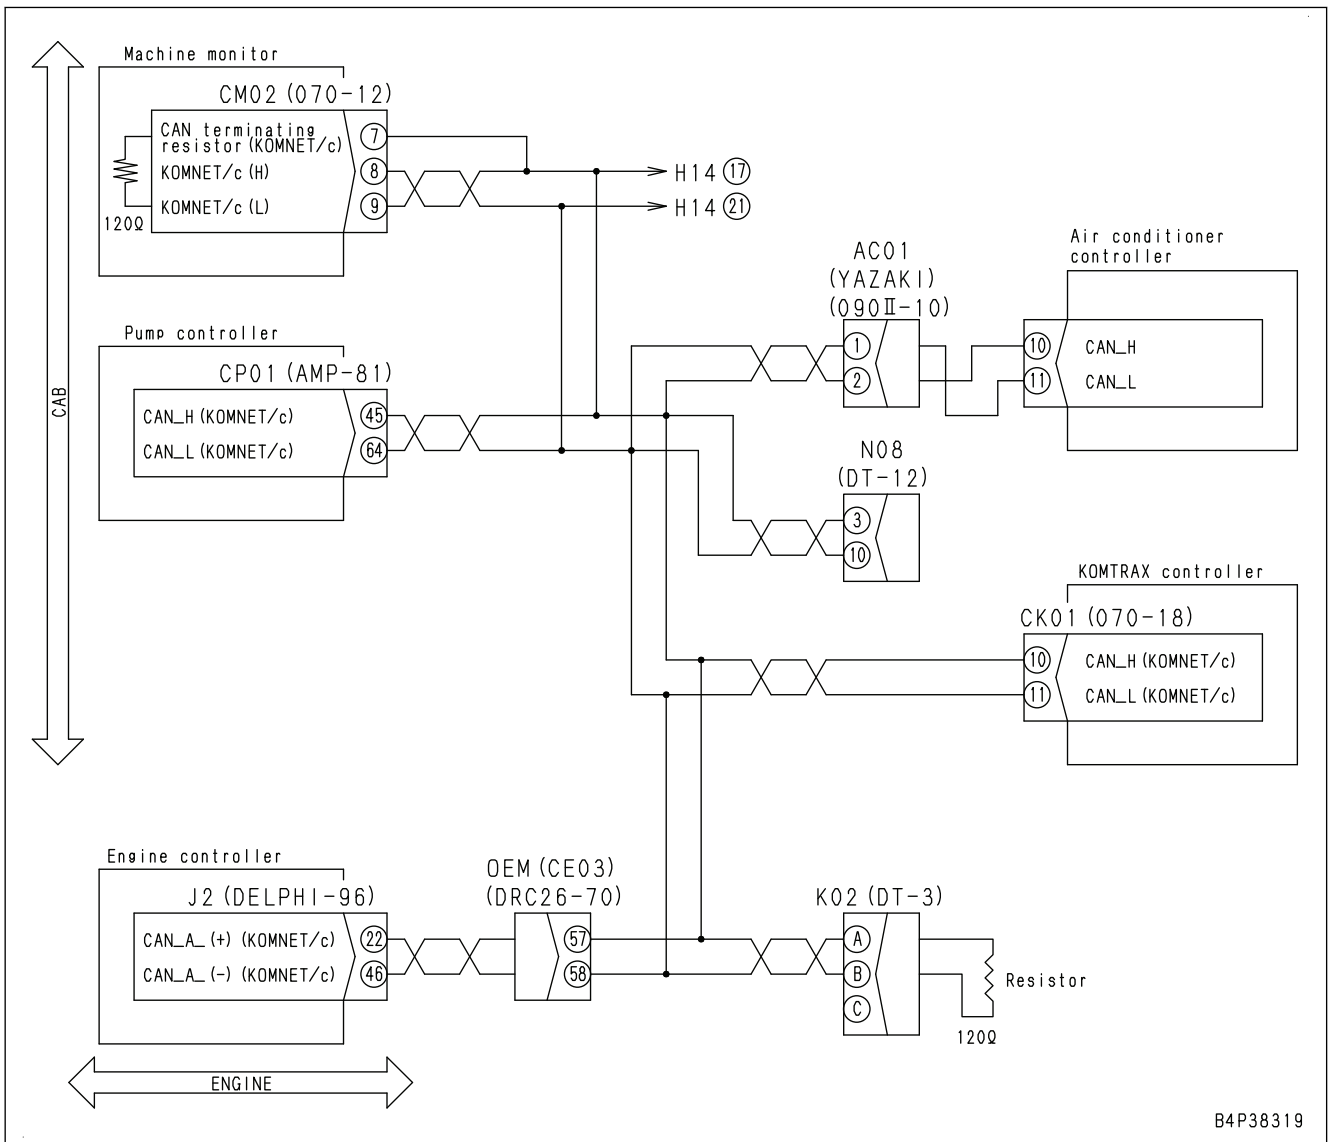 Machine monitor
CM02 (070-12)
CAN terminating
resistor (KOMNET/c)
7
KOMNET/c (H)
8
KOMNET/c (L)
9
120Ω
H14 17
H14 21
CAB
Pump controller
CP01 (AMP-81)
CAN_H (KOMNET/c)
45
CAN_L (KOMNET/c)
64
AC01
(YAZAKI)
(090Ⅱ-10)
1
2
Air conditioner
controller
10 CAN_H
11 CAN_L
N08
(DT-12)
3
10
KOMTRAX controller
CK01 (070-18)
10 CAN_H (KOMNET/c)
11 CAN_L (KOMNET/c)
Engine controller
J2 (DELPHI-96)
CAN_A_ (+) (KOMNET/c) 22
CAN_A_ (-) (KOMNET/c) 46
OEM (CE03)
(DRC26-70)
57
58
K02 (DT-3)
A
B
C
Resistor
120Ω
ENGINE
B4P38319